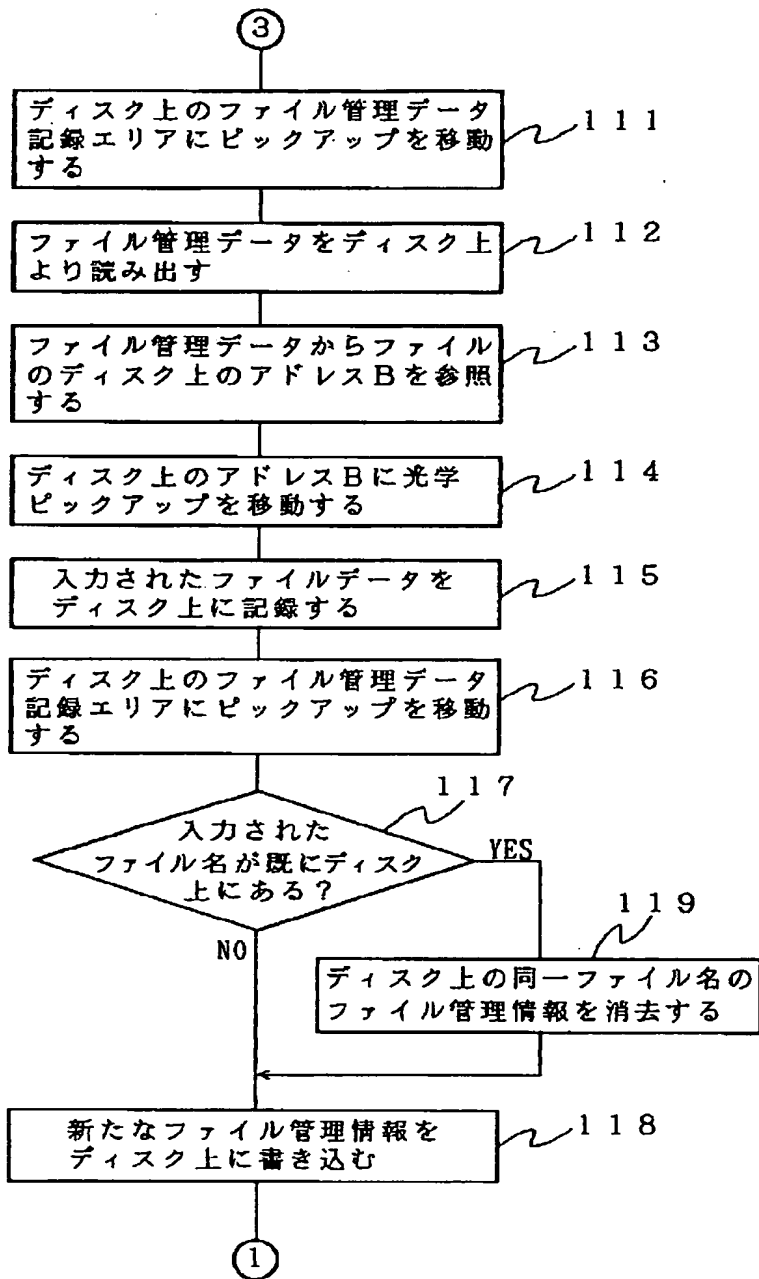 ③
ディスク上のファイル管理データ
記録エリアにピックアップを移動
する
111
ファイル管理データをディスク上
より読み出す
112
ファイル管理データからファイル
のディスク上のアドレスBを参照
する
113
ディスク上のアドレスBに光学
ピックアップを移動する
114
入力されたファイルデータを
ディスク上に記録する
115
ディスク上のファイル管理データ
記録エリアにピックアップを移動
する
116
117
入力された
ファイル名が既にディスク
上にある?
YES
NO
119
ディスク上の同一ファイル名の
ファイル管理情報を消去する
新たなファイル管理情報を
ディスク上に書き込む
118
①